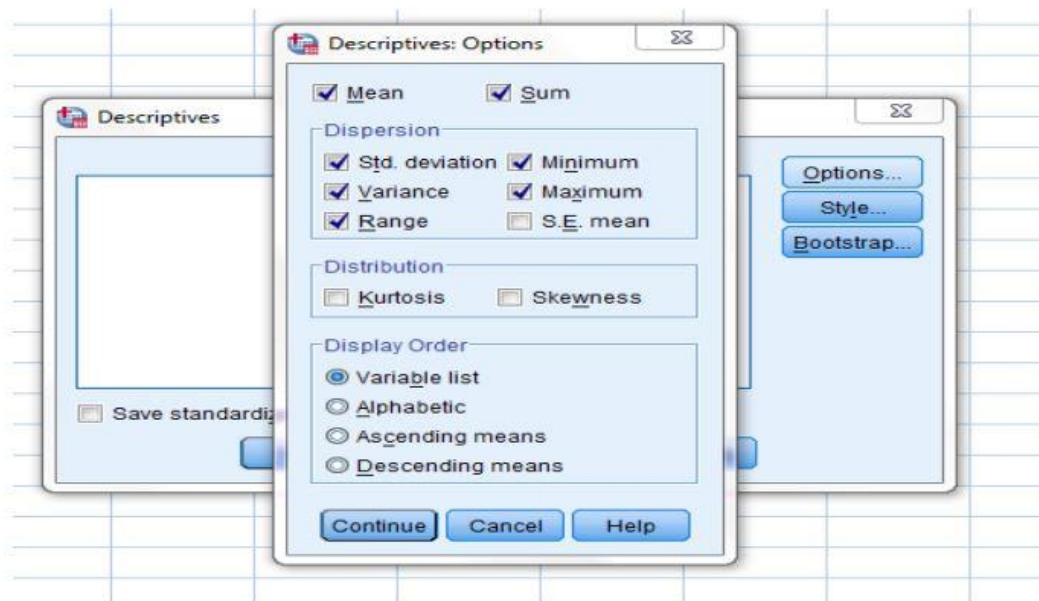 Descriptives: Options
Mean Sum
Dispersion
Std. deviation Minimum
Variance Maximum
Range S.E. mean
Distribution
Kurtosis Skewness
Display Order
Variable list
Alphabetic
Ascending means
Descending means
Continue Cancel Help
Descriptives
Options...
Style...
Bootstrap...
Save